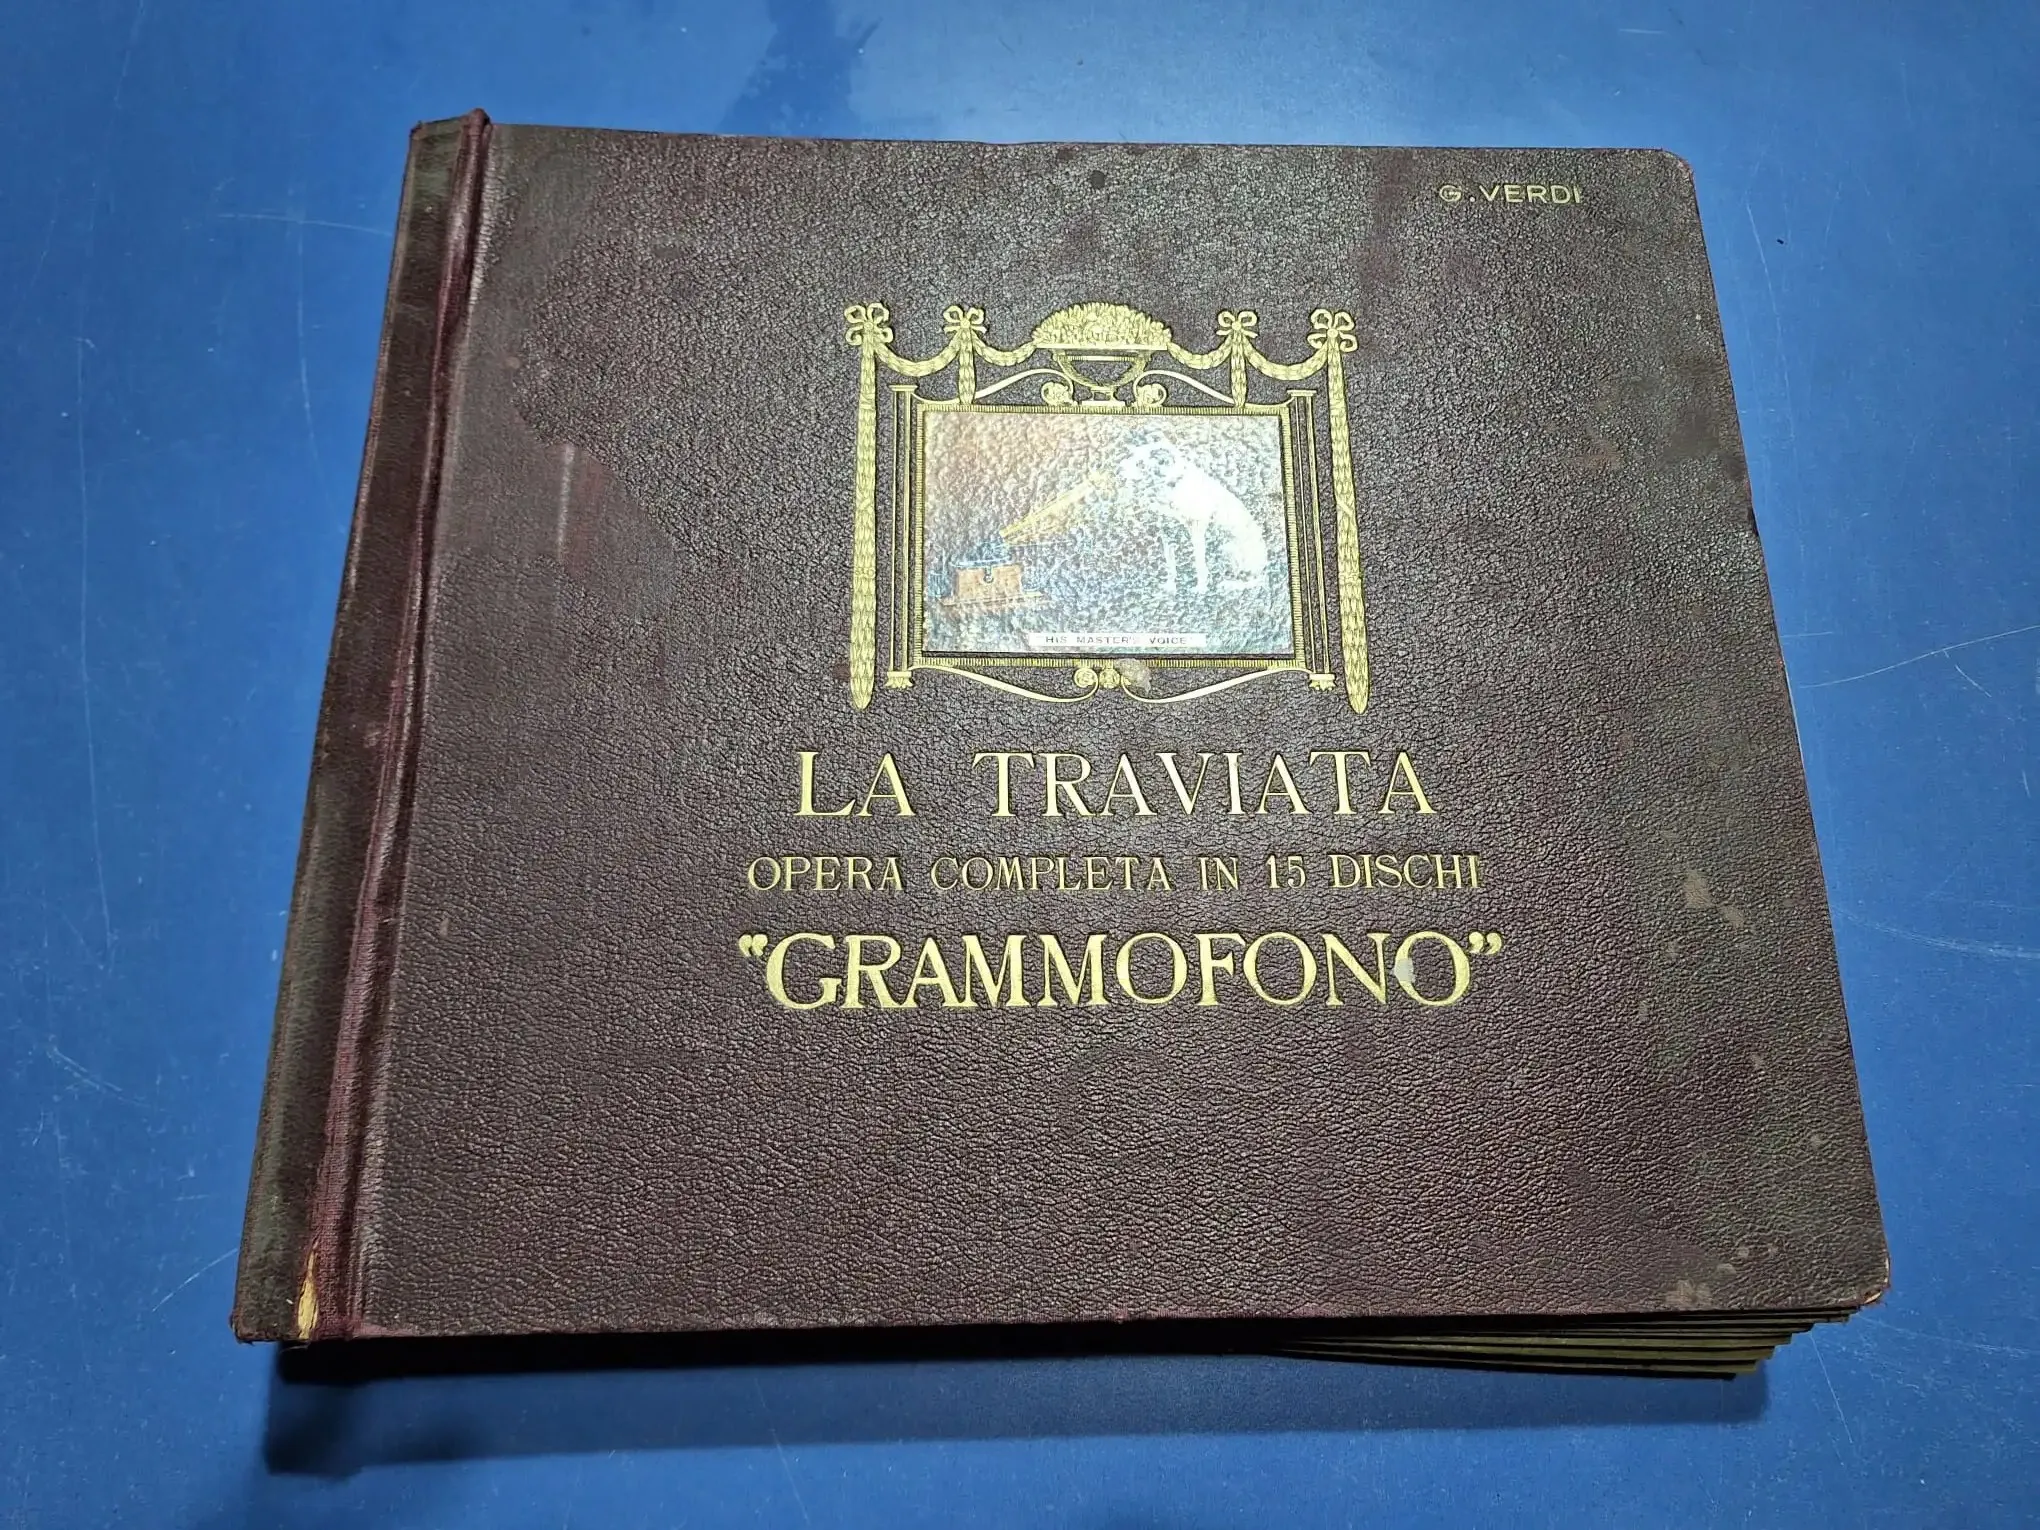 G. VERDI
HIS MASTER'S VOICE
LA TRAVIATA
OPERA COMPLETA IN 15 DISCHI
“GRAMMOFONO”